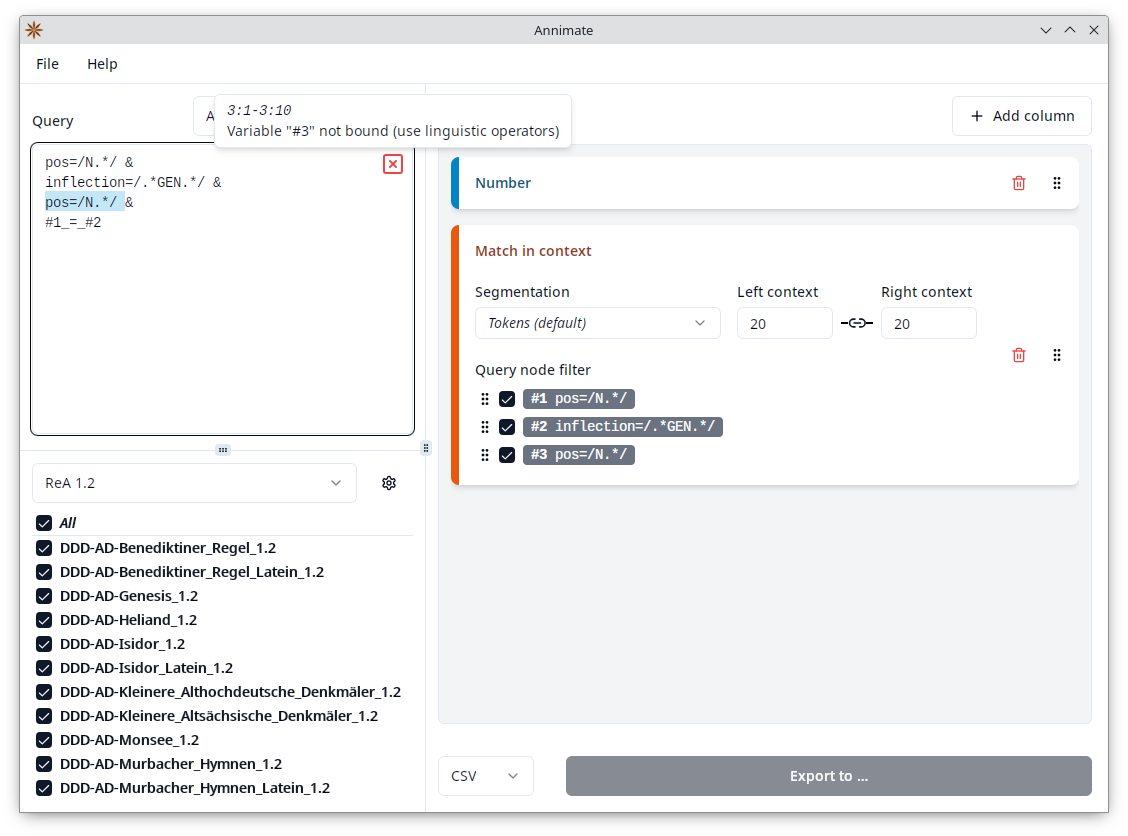 Annimate
File Help
Query
A
3:1-3:10
Variable "#3" not bound (use linguistic operators)
Add column
pos=/N.*/ &
inflection=/.*GEN.*/ &
pos=/N.*/ &
#1_=_#2
Number
Match in context
Segmentation Left context Right context
Tokens (default) 20 20
Query node filter
#1 pos=/N.*/
#2 inflection=/.*GEN.*/
#3 pos=/N.*/
ReA 1.2
All
DDD-AD-Benediktiner_Regel_1.2
DDD-AD-Benediktiner_Regel_Latein_1.2
DDD-AD-Genesis_1.2
DDD-AD-Heliand_1.2
DDD-AD-Isidor_1.2
DDD-AD-Isidor_Latein_1.2
DDD-AD-Kleinere_Althochdeutsche_Denkmäler_1.2
DDD-AD-Kleinere_Altsächsische_Denkmäler_1.2
DDD-AD-Monsee_1.2
DDD-AD-Murbacher_Hymnen_1.2
DDD-AD-Murbacher_Hymnen_Latein_1.2
CSV
Export to ...